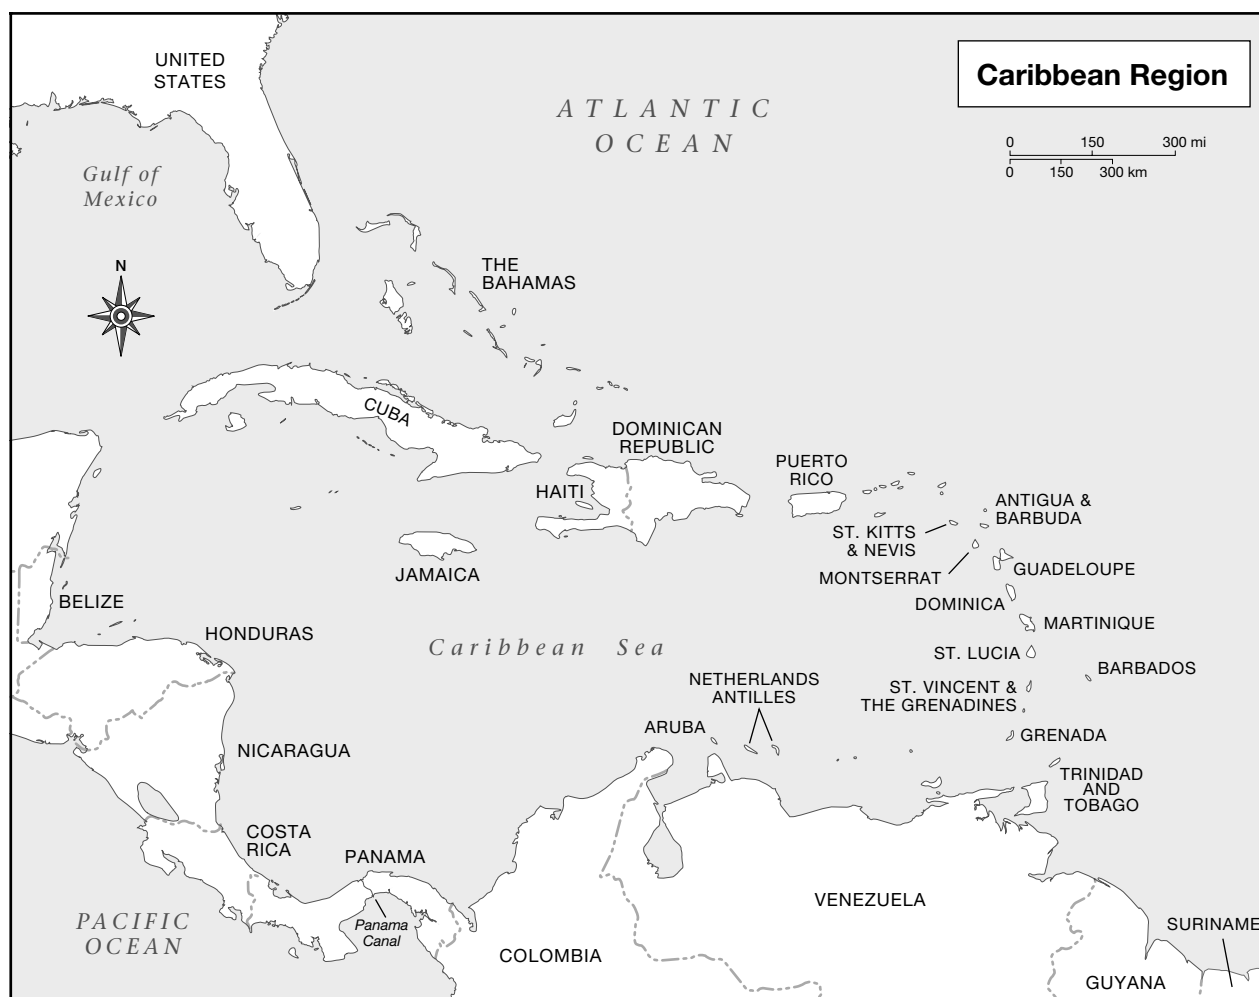 UNITED
STATES
Caribbean Region
ATLANTIC
OCEAN
0 150 300 mi
0 150 300 km
Gulf of
Mexico
N
THE
BAHAMAS
CUBA
DOMINICAN
REPUBLIC
HAITI
PUERTO
RICO
ANTIGUA &
BARBUDA
ST. KITTS
& NEVIS
JAMAICA
MONTSERRAT
GUADELOUPE
BELIZE
DOMINICA
MARTINIQUE
HONDURAS
Caribbean Sea
ST. LUCIA
BARBADOS
NETHERLANDS
ANTILLES
ST. VINCENT &
THE GRENADINES
ARUBA
GRENADA
NICARAGUA
TRINIDAD
AND
TOBAGO
COSTA
RICA
PANAMA
VENEZUELA
PACIFIC
OCEAN
Panama
Canal
SURINAME
COLOMBIA
GUYANA